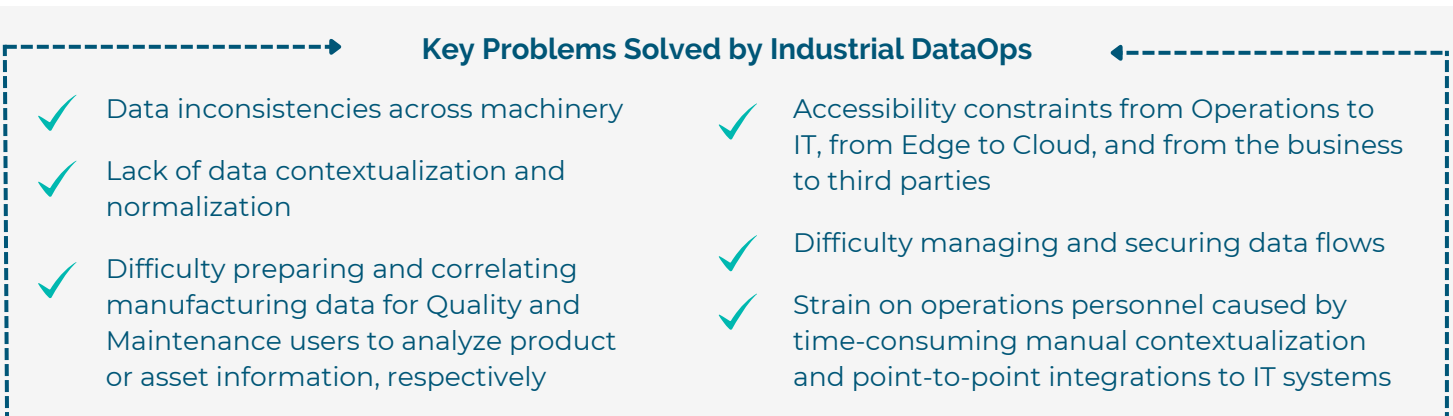 Key Problems Solved by Industrial DataOps
Data inconsistencies across machinery
Lack of data contextualization and
normalization
Difficulty preparing and correlating
manufacturing data for Quality and
Maintenance users to analyze product
or asset information, respectively
Accessibility constraints from Operations to
IT, from Edge to Cloud, and from the business
to third parties
Difficulty managing and securing data flows
Strain on operations personnel caused by
time-consuming manual contextualization
and point-to-point integrations to IT systems